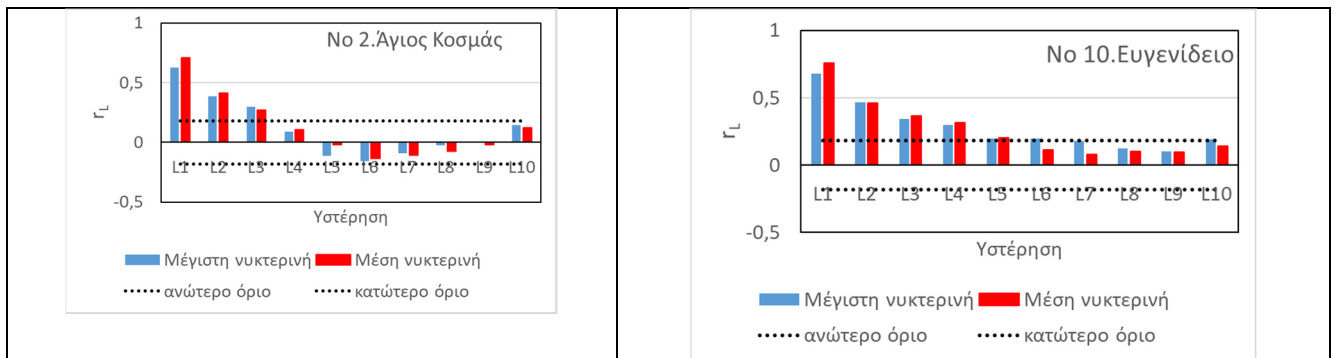 No 2.Άγιος Κοσμάς
1
0,5
0
-0,5
r_L
L1 L2 L3 L4 L5 L6 L7 L8 L9 L10
Υστέρηση
Μέγιστη νυκτερινή Μέση νυκτερινή
ανώτερο όριο κατώτερο όριο
No 10.Ευγενίδειο
1
0,5
0
-0,5
r_L
L1 L2 L3 L4 L5 L6 L7 L8 L9 L10
Υστέρηση
Μέγιστη νυκτερινή Μέση νυκτερινή
ανώτερο όριο κατώτερο όριο